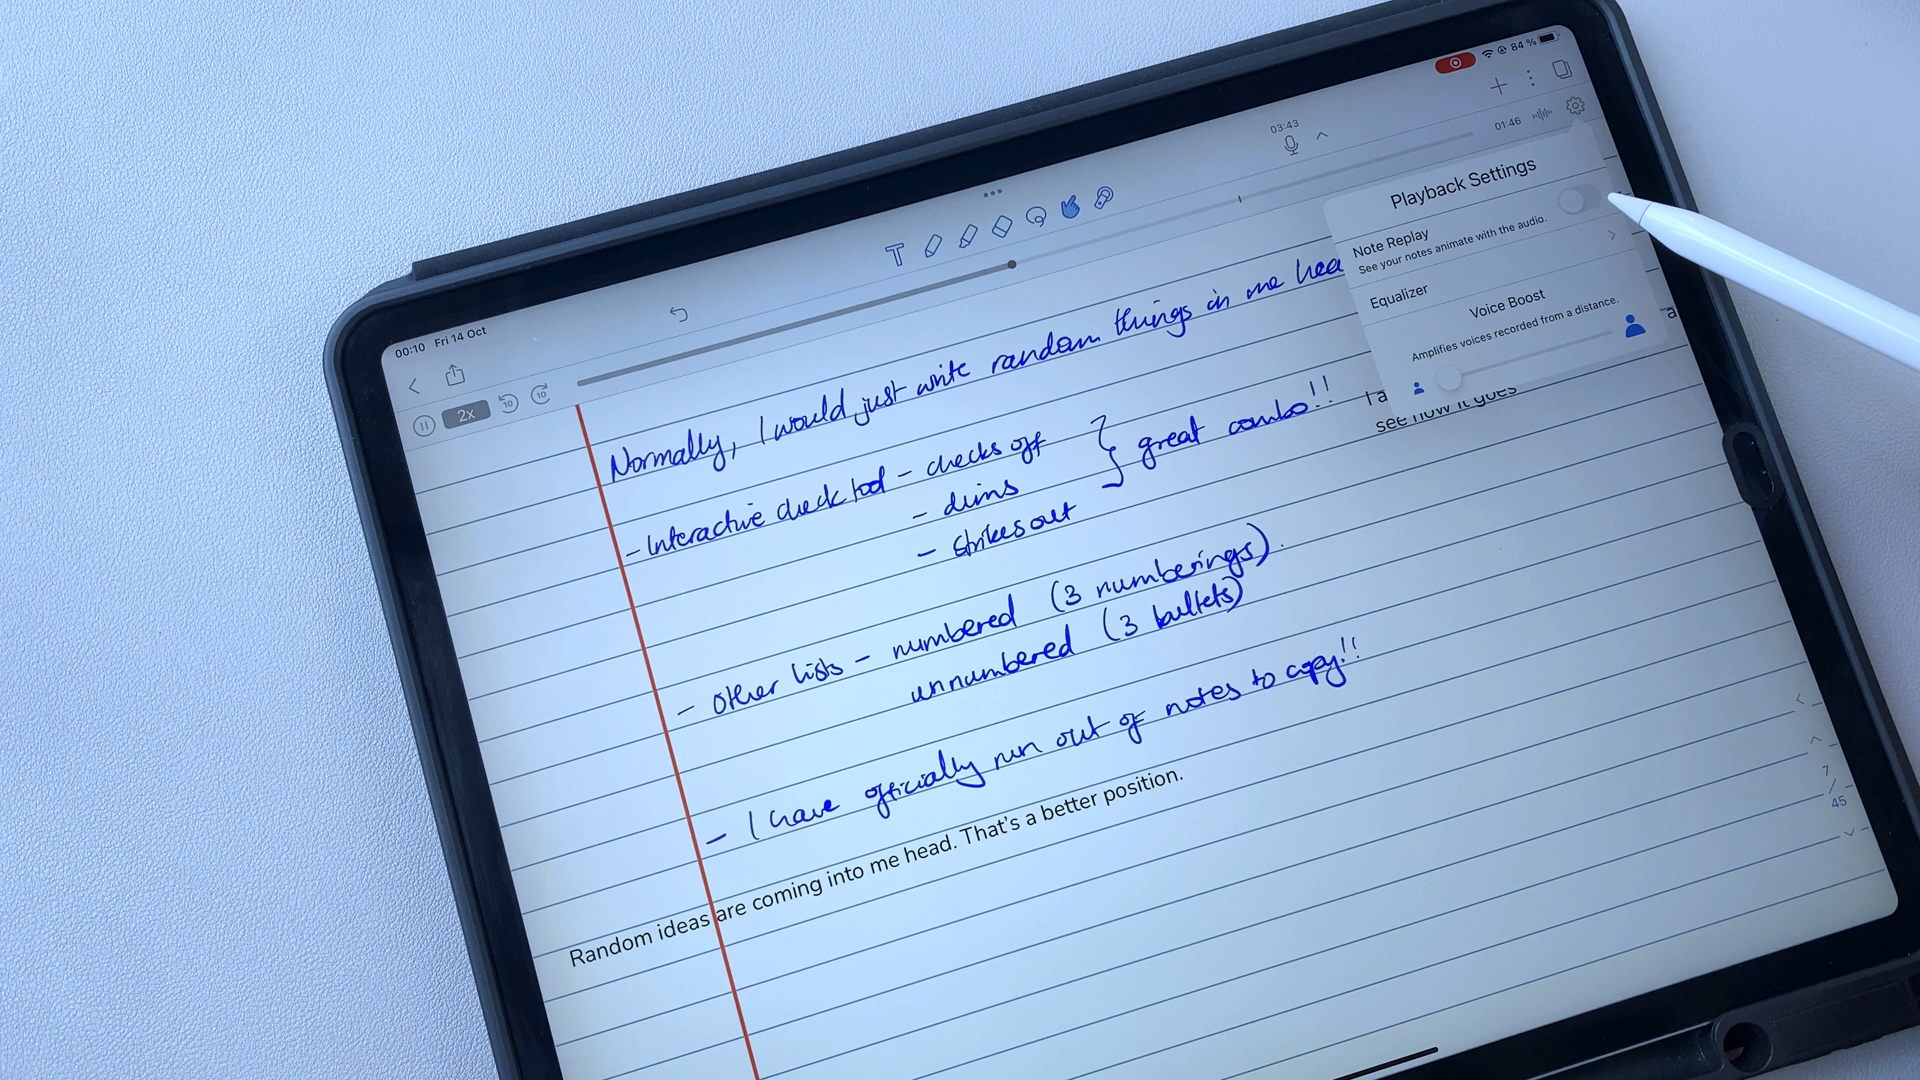 00:10 Fri 14 Oct
84 %
03:43
2x
10
10
01:46
Playback Settings
Note Replay
See your notes animate with the audio.
Equalizer
Voice Boost
Amplifies voices recorded from a distance.
Normally, I would just write random things in me hea
- Interactive check tool - checks off
- dims
- strikes out
great combo!!
I a
a
see how it goes
- Other lists - numbered (3 numberings).
unnumbered (3 bullets)
- I have officially run out of notes to copy!!
Random ideas are coming into me head. That's a better position.
7
/
45